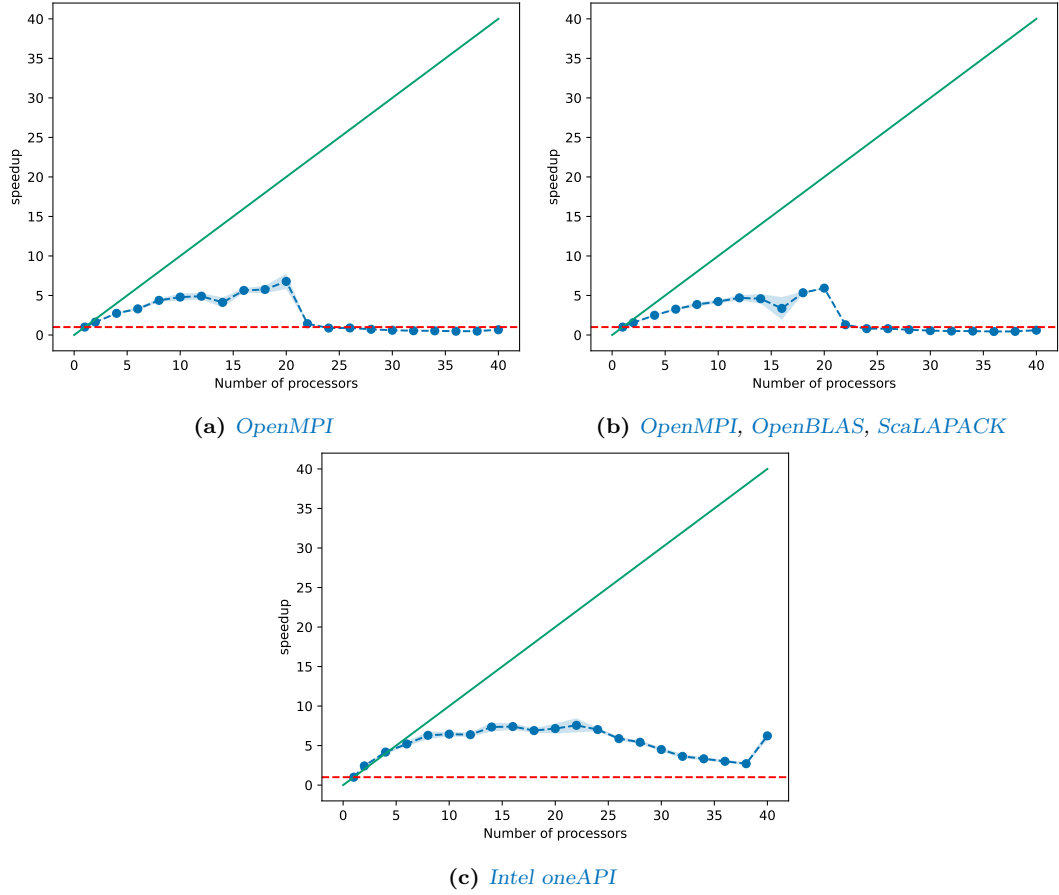 40
35
30
25
20
15
10
5
0
speedup
0 5 10 15 20 25 30 35 40
Number of processors
(a) OpenMPI
40
35
30
25
20
15
10
5
0
speedup
0 5 10 15 20 25 30 35 40
Number of processors
(b) OpenMPI, OpenBLAS, ScaLAPACK
40
35
30
25
20
15
10
5
0
speedup
0 5 10 15 20 25 30 35 40
Number of processors
(c) Intel oneAPI